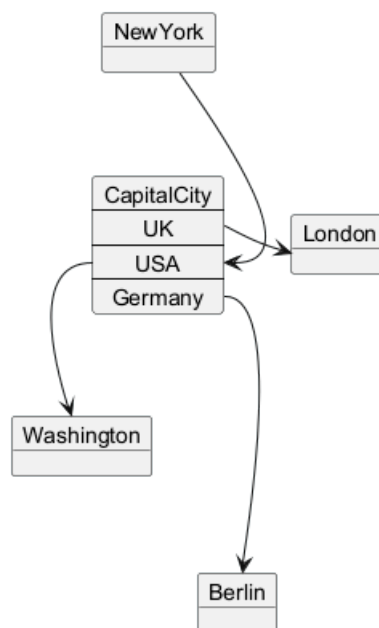 NewYork
CapitalCity
UK
USA
Germany
London
Washington
Berlin